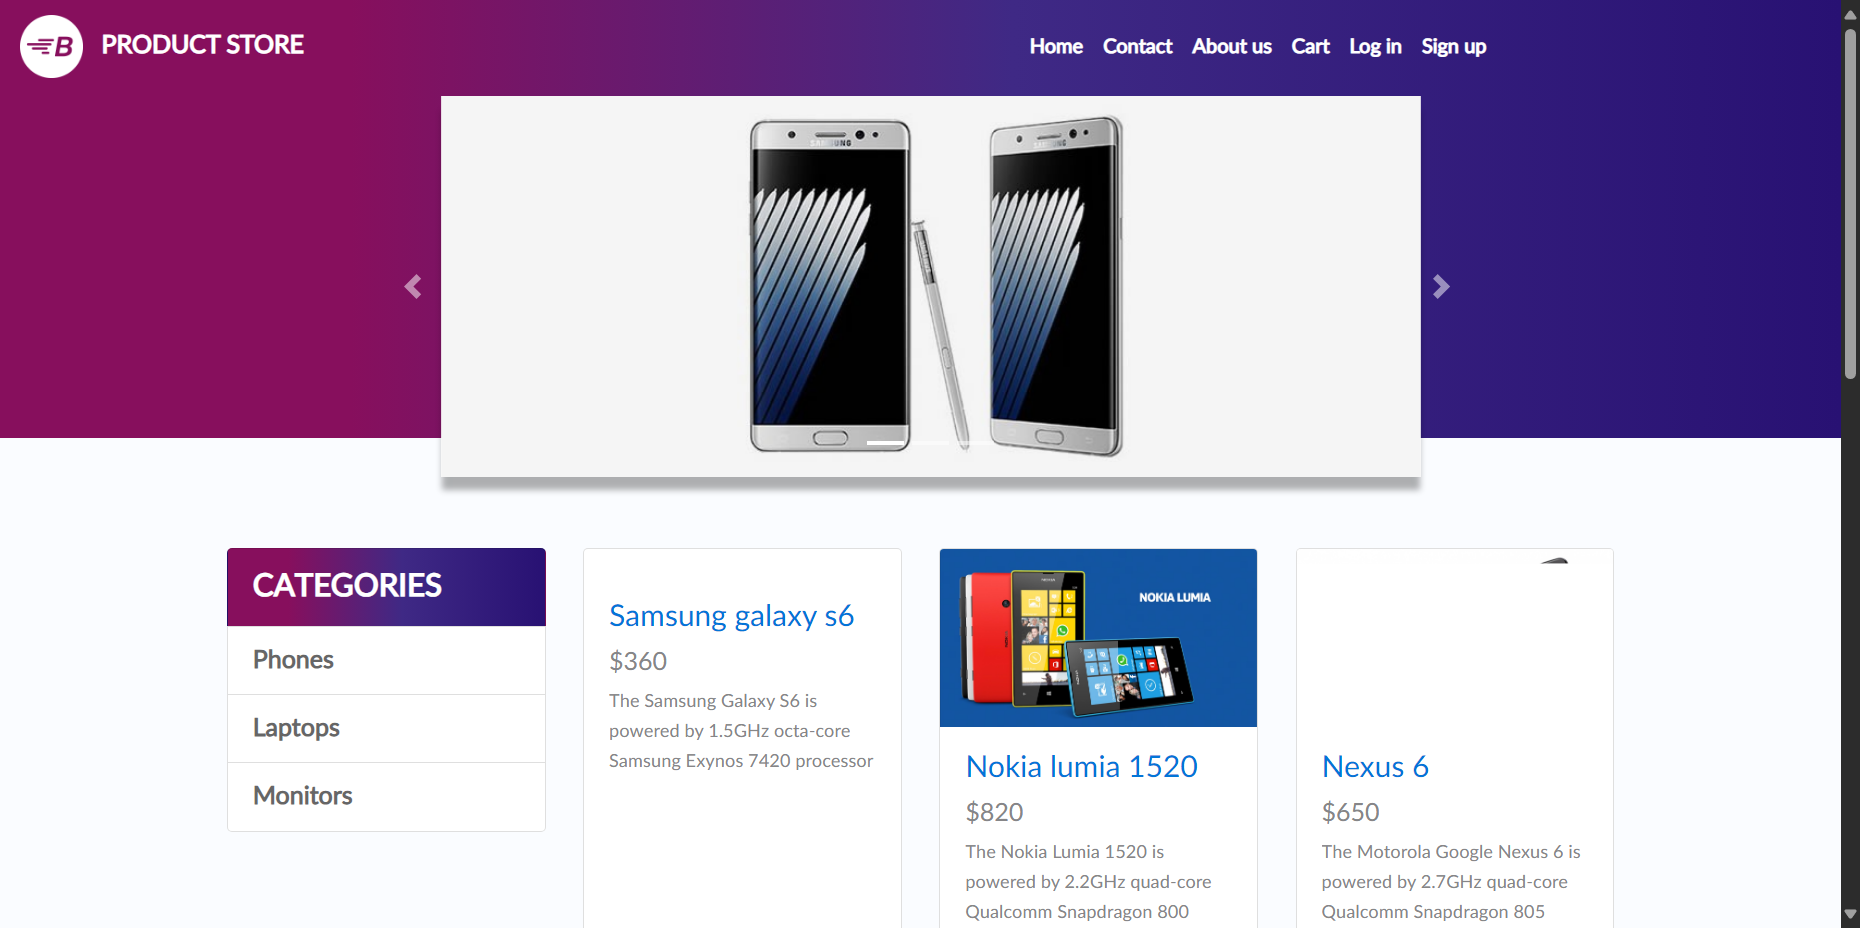 B PRODUCT STORE
Home Contact About us Cart Log in Sign up
SAMSUNG
SAMSUNG
CATEGORIES
Phones
Laptops
Monitors
Samsung galaxy s6
$360
The Samsung Galaxy S6 is
powered by 1.5GHz octa-core
Samsung Exynos 7420 processor
NOKIA LUMIA
Nokia lumia 1520
$820
The Nokia Lumia 1520 is
powered by 2.2GHz quad-core
Qualcomm Snapdragon 800
Nexus 6
$650
The Motorola Google Nexus 6 is
powered by 2.7GHz quad-core
Qualcomm Snapdragon 805